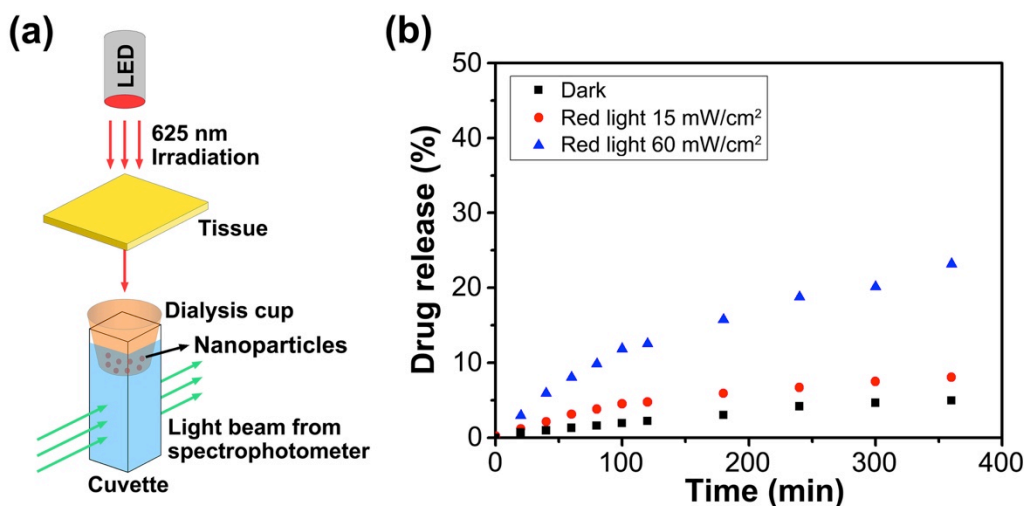 (a)
LED
625 nm
Irradiation
Tissue
Dialysis cup
Nanoparticles
Light beam from
spectrophotometer
Cuvette
(b)
Drug release (%)
50
40
30
20
10
0
Dark
Red light 15 mW/cm²
Red light 60 mW/cm²
0
100
200
300
400
Time (min)